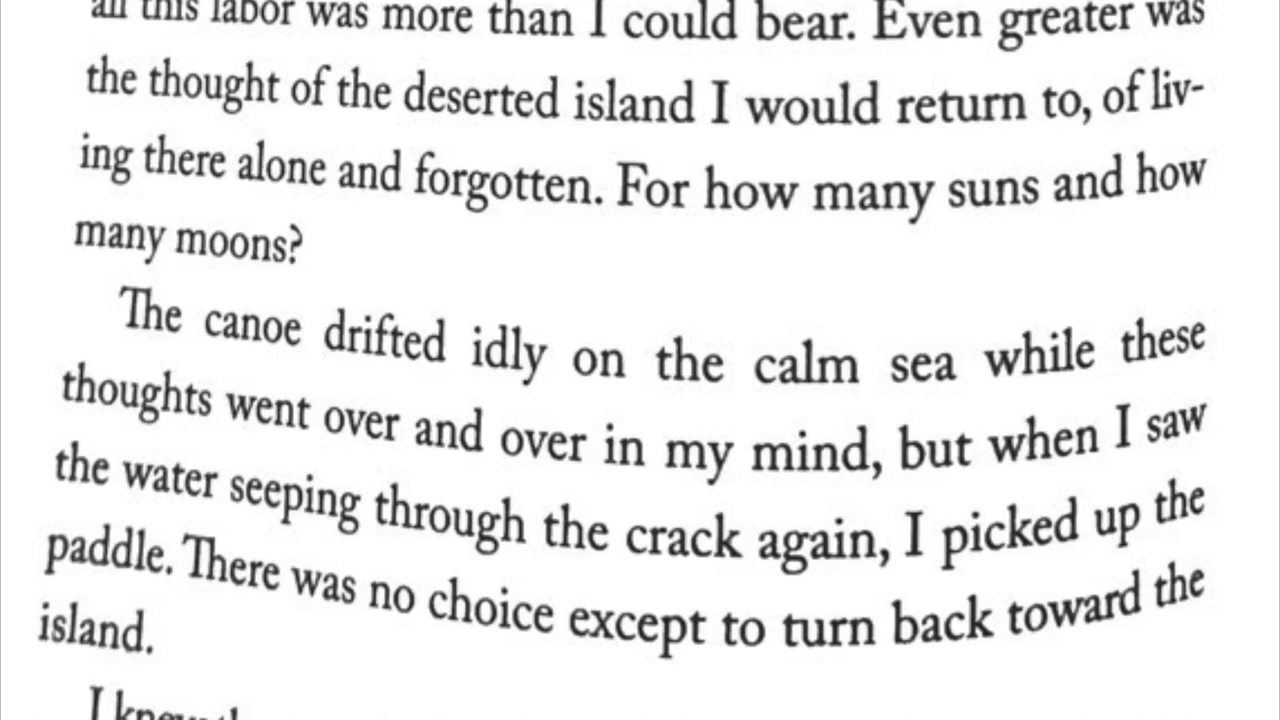 all this labor was more than I could bear. Even greater was
the thought of the deserted island I would return to, of liv-
ing there alone and forgotten. For how many suns and how
many moons?
The canoe drifted idly on the calm sea while these
thoughts went over and over in my mind, but when I saw
the water seeping through the crack again, I picked up the
paddle. There was no choice except to turn back toward the
island.
I knew